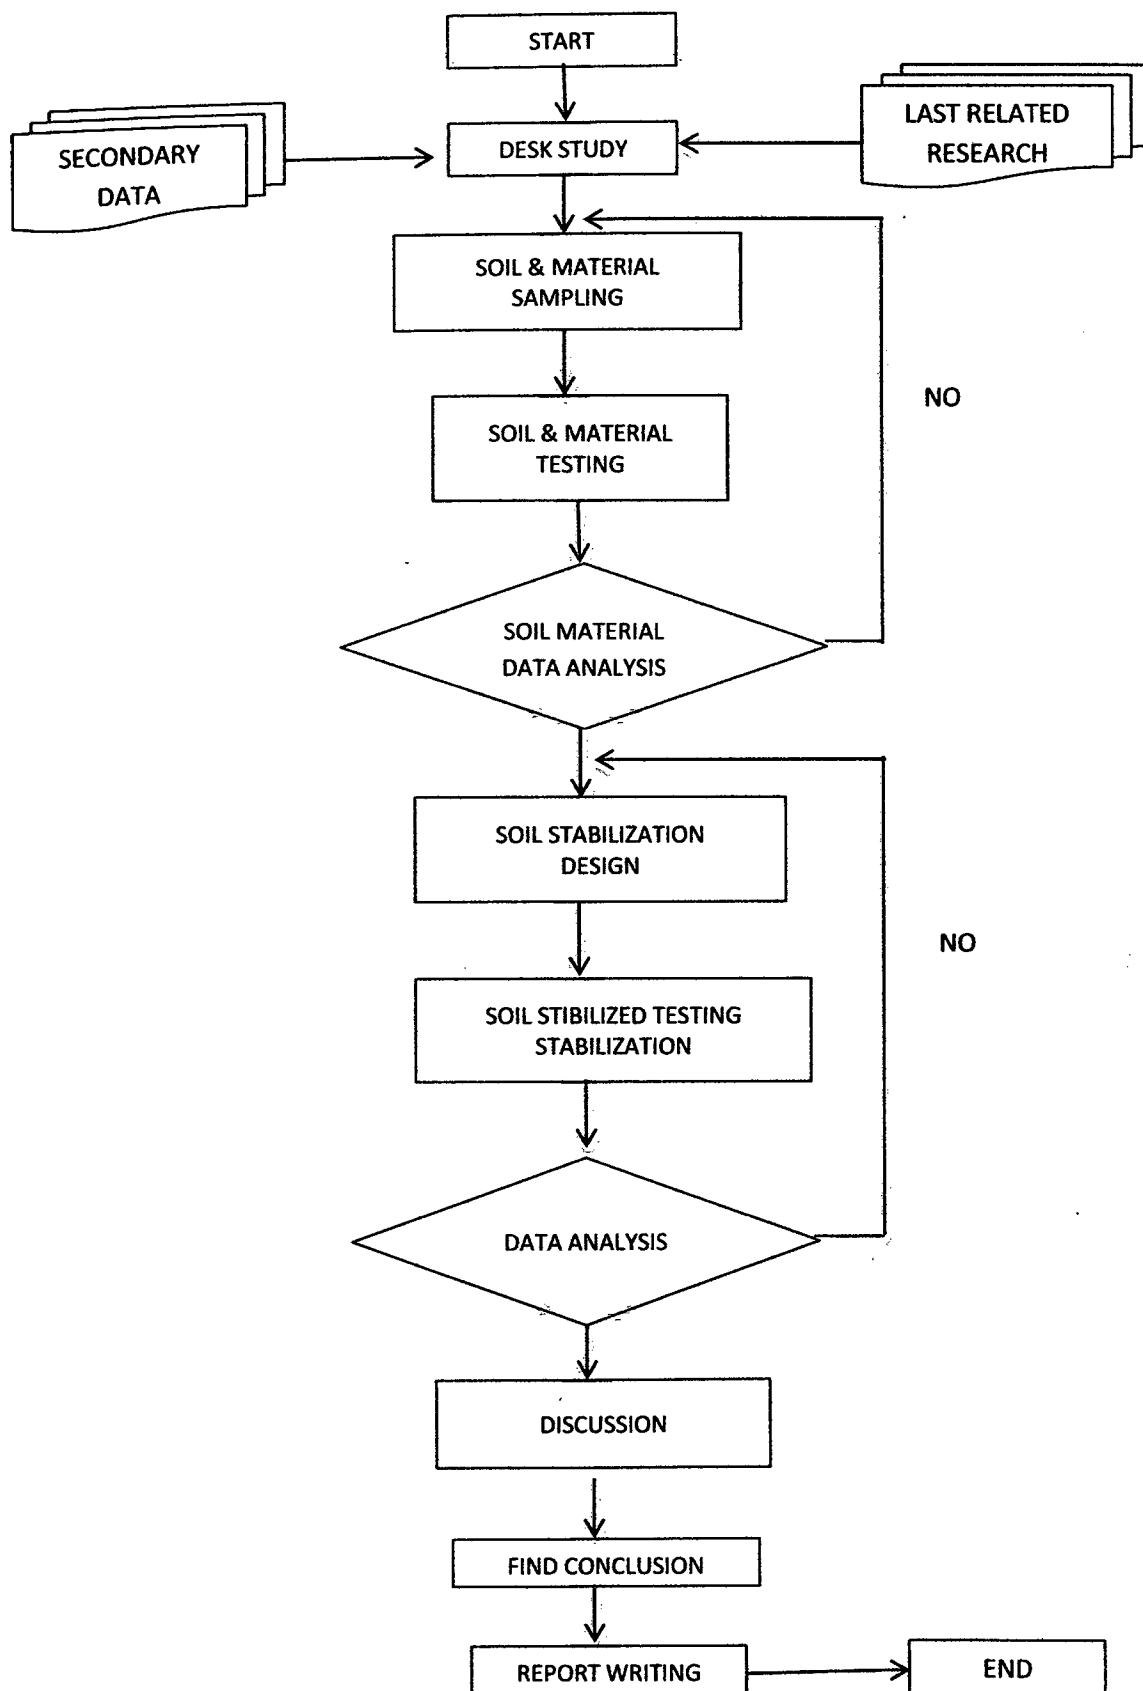 START
SECONDARY
DATA
DESK STUDY
LAST RELATED
RESEARCH
SOIL & MATERIAL
SAMPLING
NO
SOIL & MATERIAL
TESTING
SOIL MATERIAL
DATA ANALYSIS
SOIL STABILIZATION
DESIGN
NO
SOIL STIBILIZED TESTING
STABILIZATION
DATA ANALYSIS
DISCUSSION
FIND CONCLUSION
REPORT WRITING
END